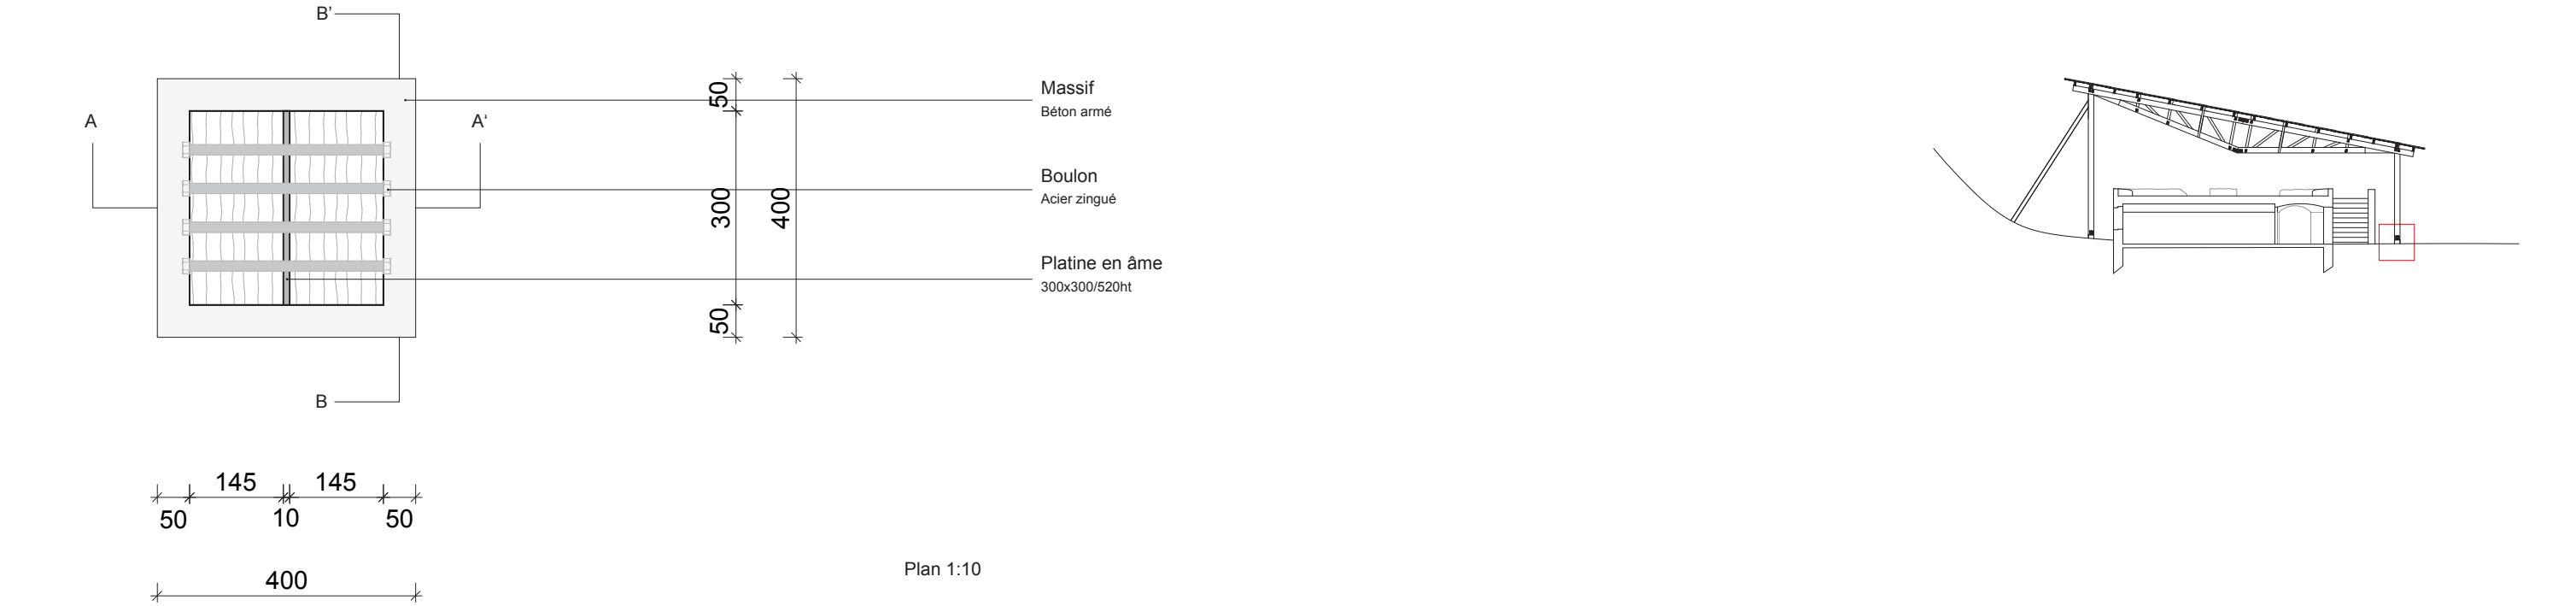 B’
A
A‘
B
145
145
50
10
50
400
50
300
400
50
Massif
Béton armé
Boulon
Acier zingué
Platine en âme
300x300/520ht
Plan 1:10